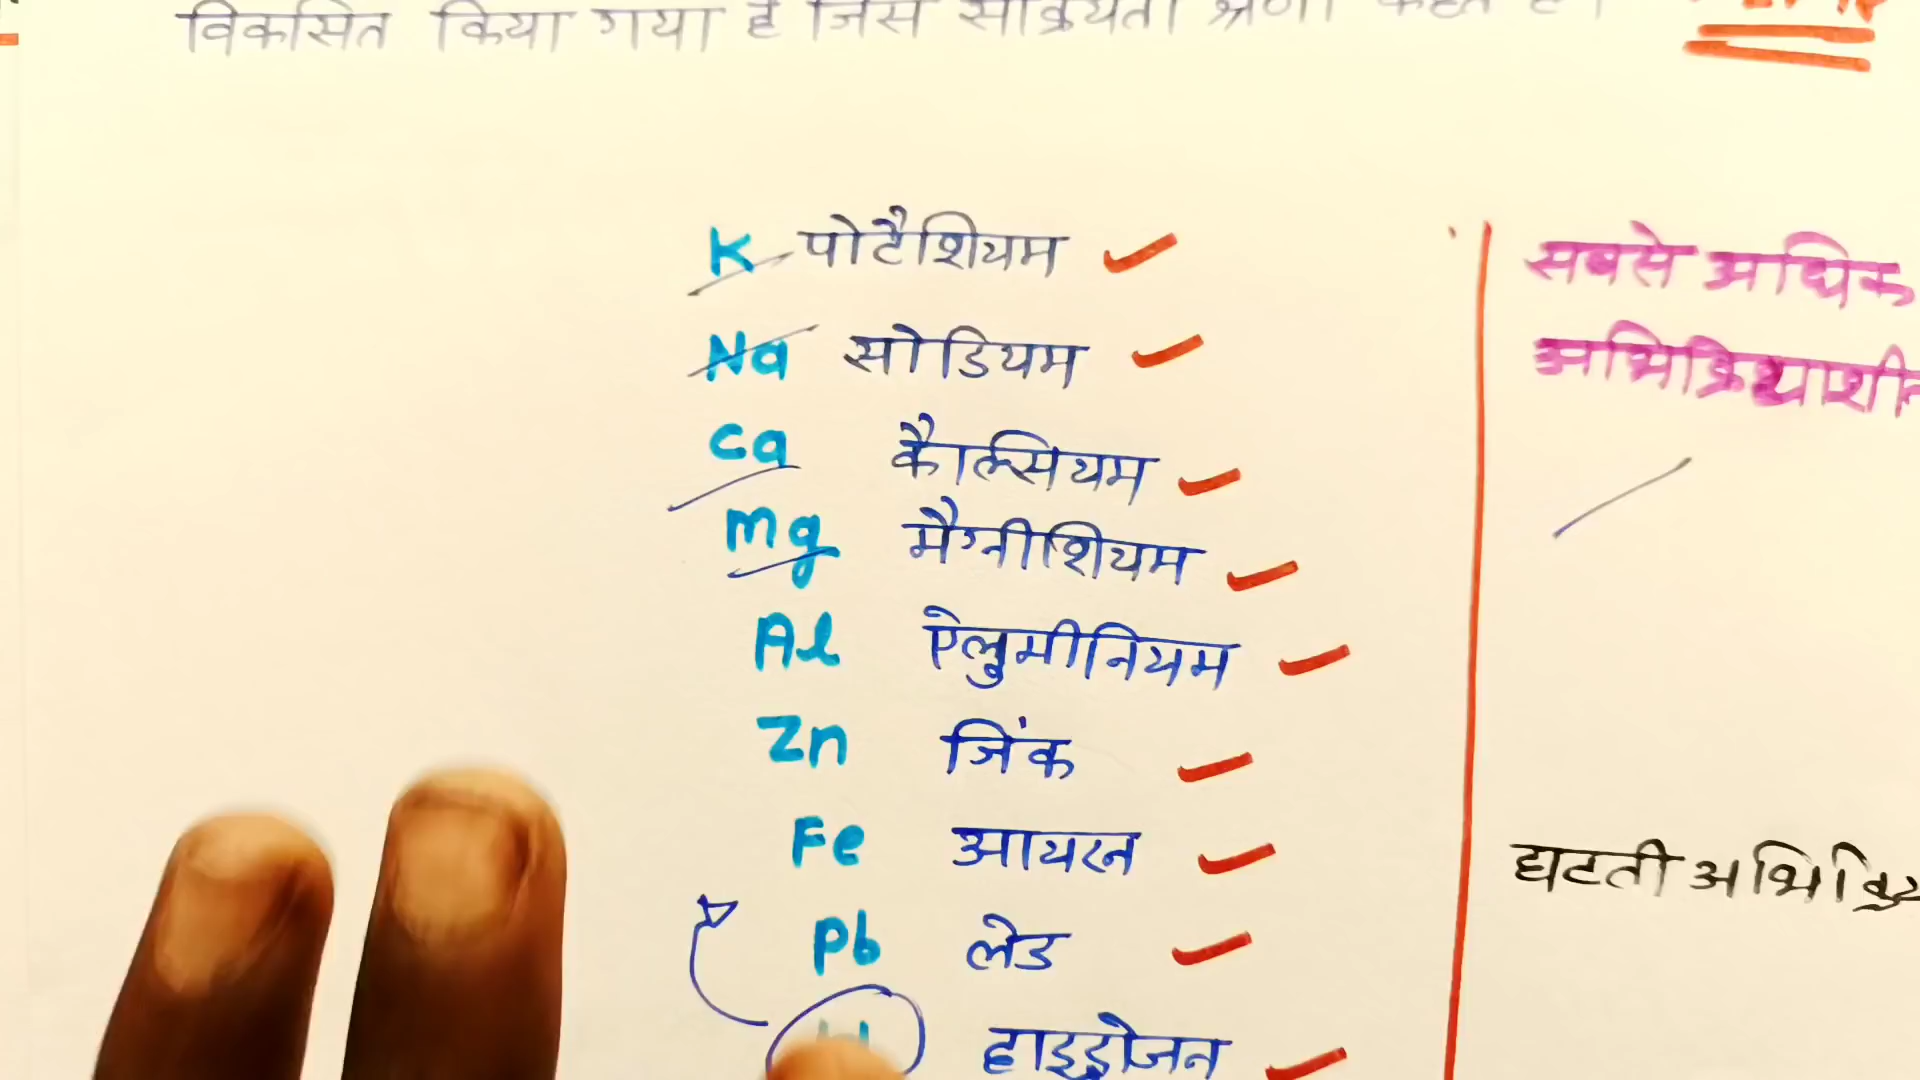 विकसित किया गया है जिसे सक्रियता श्रेणी कहते हैं।
K पोटैशियम
Na सोडियम
Ca कैल्सियम
Mg मैग्नीशियम
Al ऐलुमीनियम
Zn जिंक
Fe आयरन
Pb लेड
H हाइड्रोजन
सबसे अधिक
अभिक्रियाशील
घटती